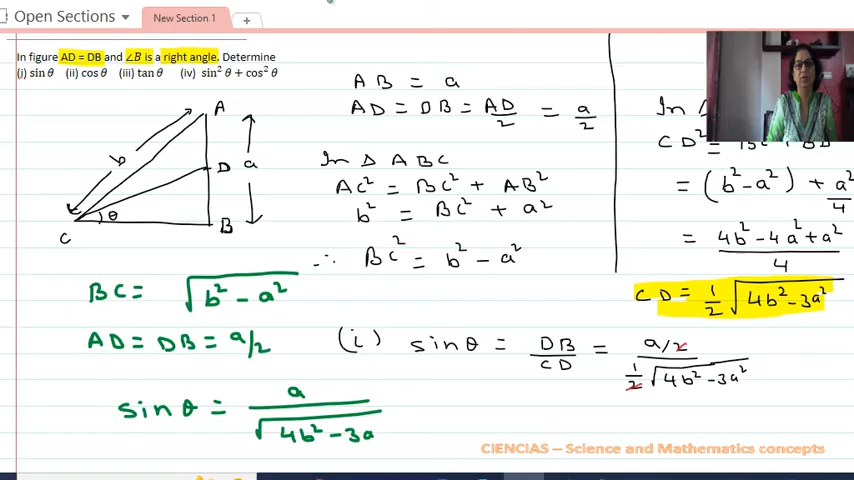 Open Sections
New Section 1
+
In figure AD = DB and ∠B is a right angle. Determine
(i) sin θ (ii) cos θ (iii) tan θ (iv) sin² θ + cos² θ
A
D
B
C
b
a
θ
AB = a
AD = DB = AD/2 = a/2
In Δ ABC
AC² = BC² + AB²
b² = BC² + a²
∴ BC² = b² - a²
BC = √(b² - a²)
AD = DB = a/2
sin θ = a/√(4b² - 3a
In
= (b² - a²) + a²/4
= (4b² - 4a² + a²)/4
CD = 1/2 √(4b² - 3a²)
(i) sin θ = DB/CD = (a/2)/(1/2 √(4b² - 3a²))
CIENCIAS – Science and Mathematics concepts